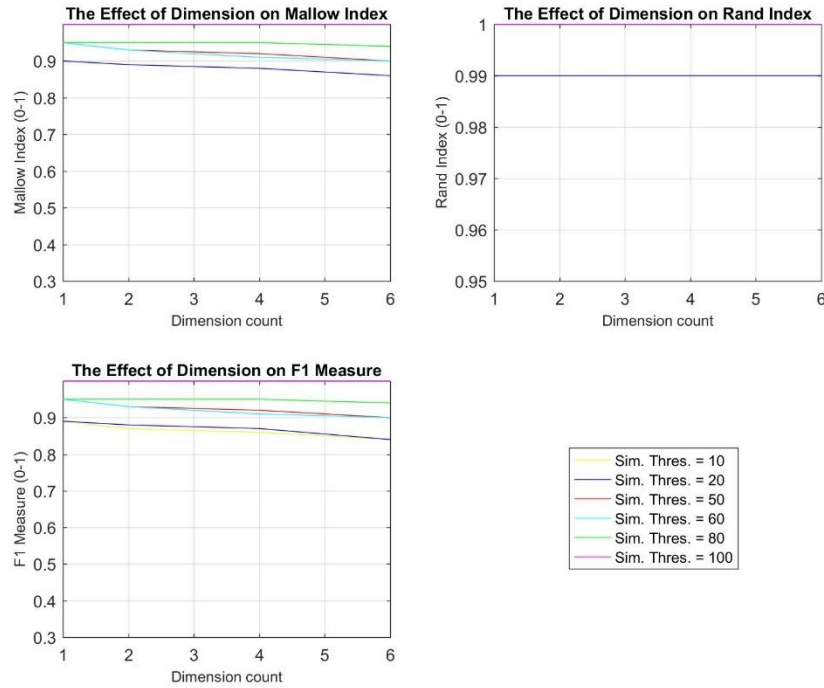 The Effect of Dimension on Mallow Index
0.9
0.8
0.7
0.6
0.5
0.4
0.3
Mallow Index (0-1)
1 2 3 4 5 6
Dimension count
The Effect of Dimension on Rand Index
1
0.99
0.98
0.97
0.96
0.95
Rand Index (0-1)
1 2 3 4 5 6
Dimension count
The Effect of Dimension on F1 Measure
0.9
0.8
0.7
0.6
0.5
0.4
0.3
F1 Measure (0-1)
1 2 3 4 5 6
Dimension count
Sim. Thres. = 10
Sim. Thres. = 20
Sim. Thres. = 50
Sim. Thres. = 60
Sim. Thres. = 80
Sim. Thres. = 100